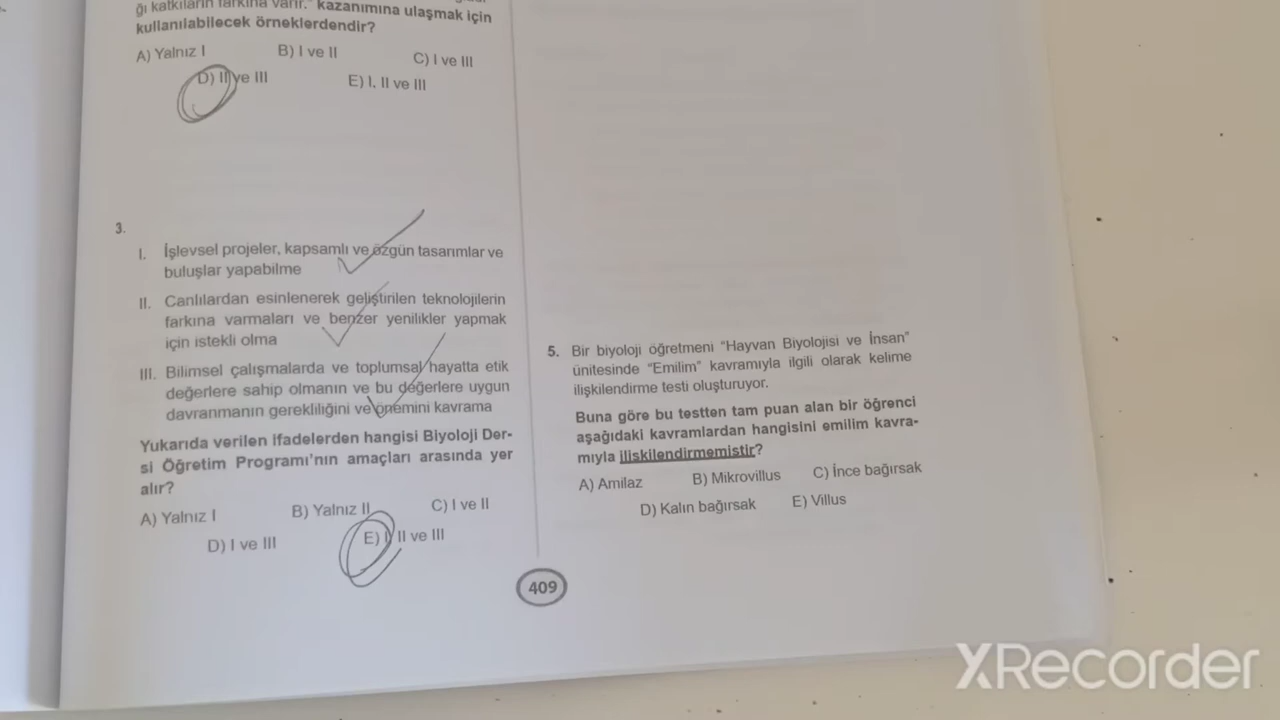 ğı katkıların farkına varır." kazanımına ulaşmak için
kullanılabilecek örneklerdendir?
A) Yalnız I
B) I ve II
C) I ve III
D) II ve III
E) I, II ve III
3.
I. İşlevsel projeler, kapsamlı ve özgün tasarımlar ve
buluşlar yapabilme
II. Canlılardan esinlenerek geliştirilen teknolojilerin
farkına varmaları ve benzer yenilikler yapmak
için istekli olma
III. Bilimsel çalışmalarda ve toplumsal hayatta etik
değerlere sahip olmanın ve bu değerlere uygun
davranmanın gerekliliğini ve önemini kavrama
Yukarıda verilen ifadelerden hangisi Biyoloji Der-
si Öğretim Programı'nın amaçları arasında yer
alır?
A) Yalnız I
B) Yalnız II
C) I ve II
D) I ve III
E) I, II ve III
5. Bir biyoloji öğretmeni "Hayvan Biyolojisi ve İnsan"
ünitesinde "Emilim" kavramıyla ilgili olarak kelime
ilişkilendirme testi oluşturuyor.
Buna göre bu testten tam puan alan bir öğrenci
aşağıdaki kavramlardan hangisini emilim kavra-
mıyla ilişkilendirmemiştir?
A) Amilaz
B) Mikrovillus
C) İnce bağırsak
D) Kalın bağırsak
E) Villus
409
XRecorder